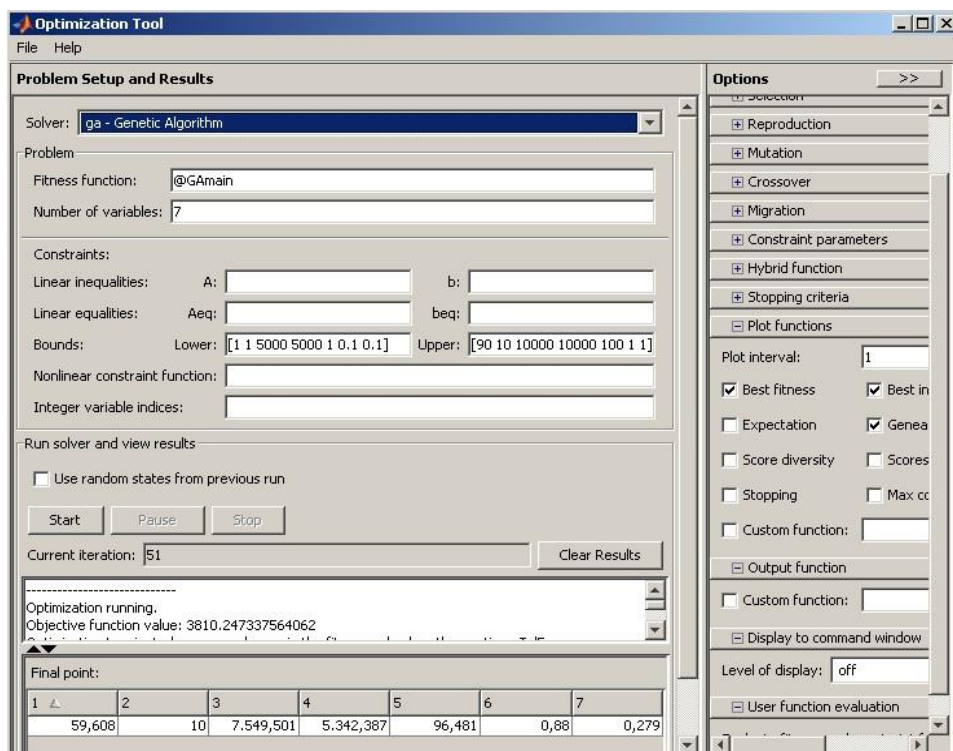 Optimization Tool
File Help
Problem Setup and Results
Solver: ga - Genetic Algorithm
Problem
Fitness function: @GAmain
Number of variables: 7
Constraints:
Linear inequalities: A: b:
Linear equalities: Aeq: beq:
Bounds: Lower: [1 1 5000 5000 1 0.1 0.1] Upper: [90 10 10000 10000 100 1 1]
Nonlinear constraint function:
Integer variable indices:
Run solver and view results
Use random states from previous run
Start Pause Stop
Current iteration: 51 Clear Results
-----------------------------
Optimization running.
Objective function value: 3810.247337564062
Final point:
1 2 3 4 5 6 7
59,608 10 7.549,501 5.342,387 96,481 0,88 0,279
Options >>
Selection
Reproduction
Mutation
Crossover
Migration
Constraint parameters
Hybrid function
Stopping criteria
Plot functions
Plot interval: 1
Best fitness Best in
Expectation Genea
Score diversity Scores
Stopping Max co
Custom function:
Output function
Custom function:
Display to command window
Level of display: off
User function evaluation